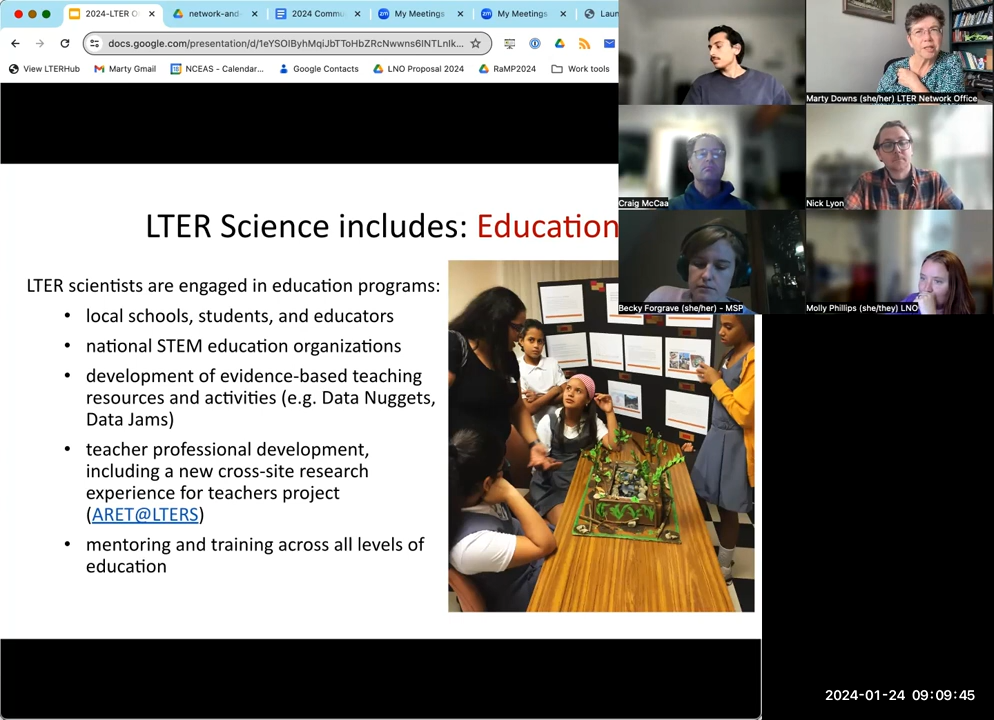 2024-LTER O
network-and-
2024 Commu
My Meetings
My Meetings
Laun
docs.google.com/presentation/d/1eYSOIByhMqiJbTToHbZRcNwwns6INTLnlk...
View LTERHub
Marty Gmail
NCEAS - Calendar...
Google Contacts
LNO Proposal 2024
RaMP2024
Work tools
Marty Downs (she/her) LTER Network Office
Craig McCaa
Nick Lyon
Becky Forgrave (she/her) - MSP
Molly Phillips (she/they) LNO
LTER Science includes: Education
LTER scientists are engaged in education programs:
• local schools, students, and educators
• national STEM education organizations
• development of evidence-based teaching
resources and activities (e.g. Data Nuggets,
Data Jams)
• teacher professional development,
including a new cross-site research
experience for teachers project
(ARET@LTERS)
• mentoring and training across all levels of
education
2024-01-24 09:09:45